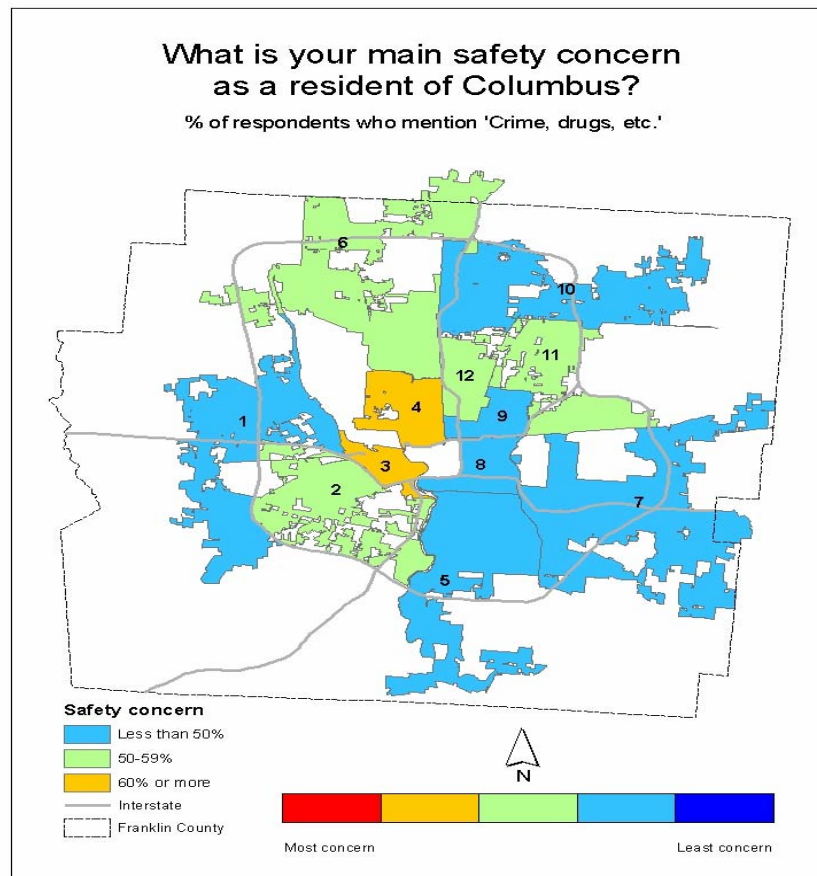 What is your main safety concern
as a resident of Columbus?
% of respondents who mention 'Crime, drugs, etc.'
6
10
11
12
4
9
1
3
8
2
7
5
Safety concern
Less than 50%
50-59%
60% or more
Interstate
Franklin County
N
Most concern
Least concern